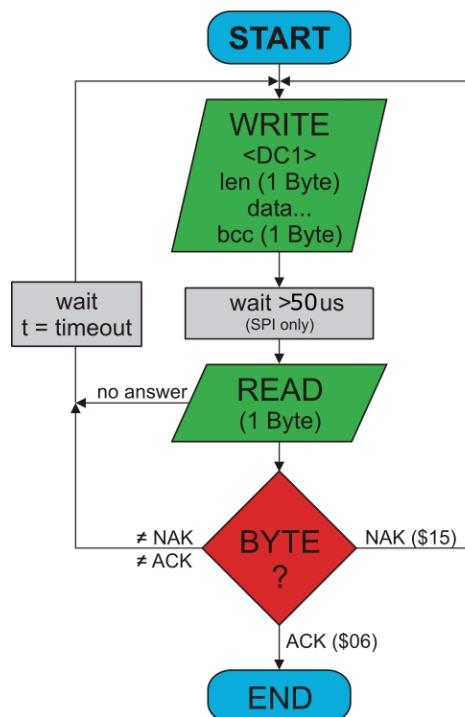 START
WRITE
<DC1>
len (1 Byte)
data...
bcc (1 Byte)
wait
t = timeout
wait >50us
(SPI only)
no answer
READ
(1 Byte)
≠ NAK
≠ ACK
BYTE
?
NAK ($15)
ACK ($06)
END